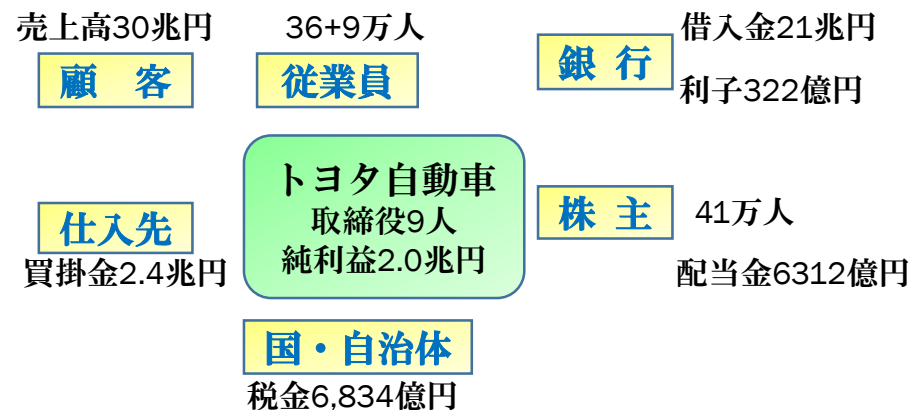 売上高30兆円
36+9万人
借入金21兆円
顧　客
従業員
銀 行
利子322億円
トヨタ自動車
取締役9人
純利益2.0兆円
仕入先
買掛金2.4兆円
株 主
41万人
配当金6312億円
国・自治体
税金6,834億円